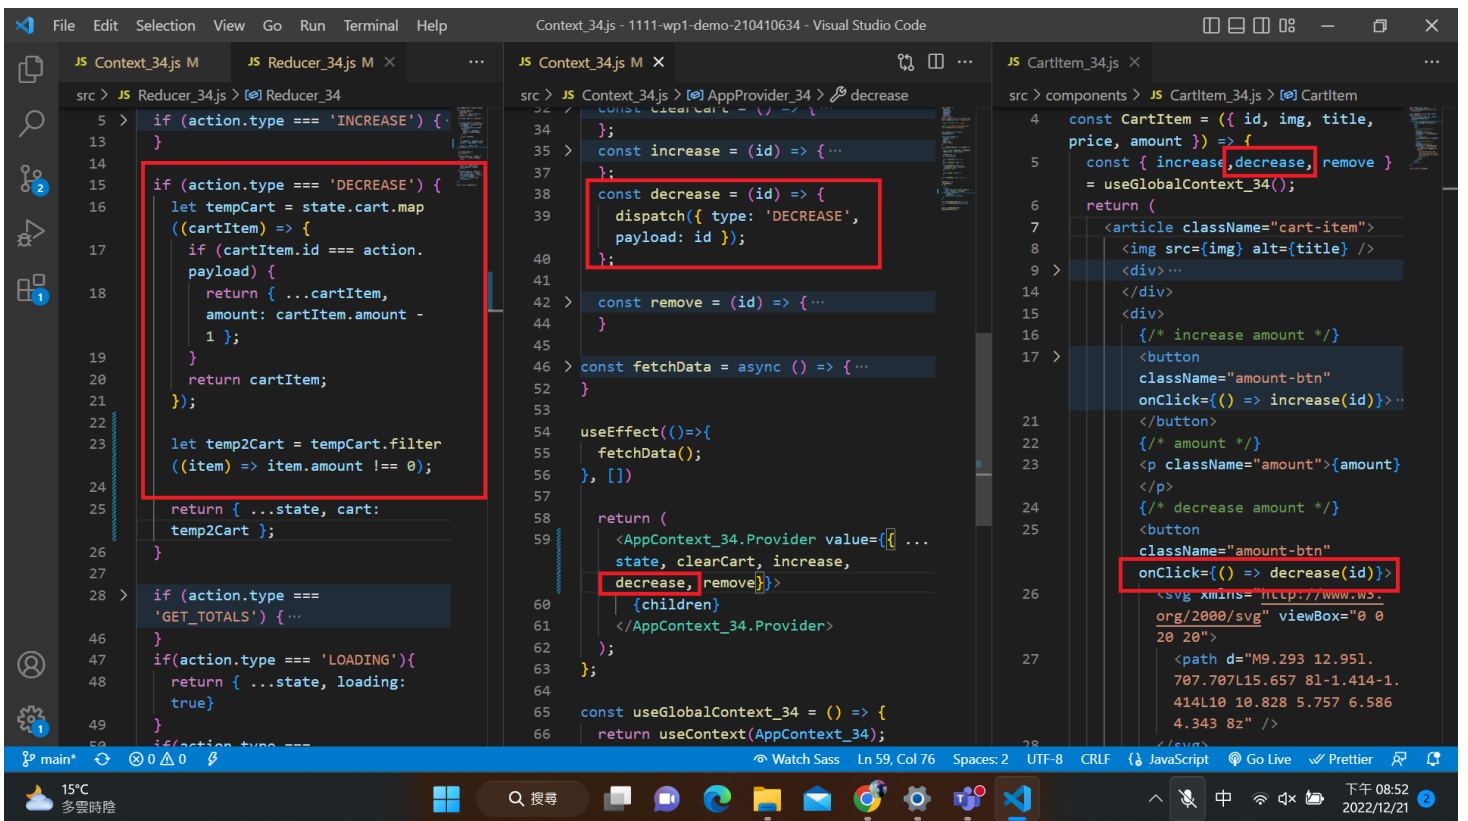 File Edit Selection View Go Run Terminal Help
Context_34.js - 1111-wp1-demo-210410634 - Visual Studio Code
JS Context_34.js M
JS Reducer_34.js M ×
src > JS Reducer_34.js > Reducer_34
5 > if (action.type === 'INCREASE') {
13 }
14
15 if (action.type === 'DECREASE') {
16 let tempCart = state.cart.map
((cartItem) => {
17 if (cartItem.id === action.
payload) {
18 return { ...cartItem,
amount: cartItem.amount -
1 };
19 }
20 return cartItem;
21 });
22
23 let temp2Cart = tempCart.filter
((item) => item.amount !== 0);
24
25 return { ...state, cart:
temp2Cart };
26 }
27
28 > if (action.type ===
'GET_TOTALS') {···
46 }
47 if(action.type === 'LOADING'){
48 return { ...state, loading:
true}
49 }
50 if(action.type ===
JS Context_34.js M ×
src > JS Context_34.js > AppProvider_34 > decrease
32 > const clearCart = () => {
34 };
35 > const increase = (id) => {···
37 };
38 const decrease = (id) => {
39 dispatch({ type: 'DECREASE',
payload: id });
40 };
41
42 > const remove = (id) => {···
44 }
45
46 > const fetchData = async () => {···
52 }
53
54 useEffect(()=>{
55 fetchData();
56 }, [])
57
58 return (
59 <AppContext_34.Provider value={{ ...
state, clearCart, increase,
decrease, remove}}>
60 {children}
61 </AppContext_34.Provider>
62 );
63 };
64
65 const useGlobalContext_34 = () => {
66 return useContext(AppContext_34);
JS CartItem_34.js ×
src > components > JS CartItem_34.js > CartItem
4 const CartItem = ({ id, img, title,
price, amount }) => {
5 const { increase,decrease, remove }
= useGlobalContext_34();
6 return (
7 <article className="cart-item">
8 <img src={img} alt={title} />
9 > <div>···
14 </div>
15 <div>
16 {/* increase amount */}
17 > <button
className="amount-btn"
onClick={() => increase(id)}>··
21 </button>
22 {/* amount */}
23 <p className="amount">{amount}
</p>
24 {/* decrease amount */}
25 <button
className="amount-btn"
onClick={() => decrease(id)}>
26 <svg xmlns="http://www.w3.
org/2000/svg" viewBox="0 0
20 20">
27 <path d="M9.293 12.95l.
707.707L15.657 8l-1.414-1.
414L10 10.828 5.757 6.586
4.343 8z" />
28 </svg>
2
1
1
main* 0 0 Watch Sass Ln 59, Col 76 Spaces: 2 UTF-8 CRLF JavaScript Go Live Prettier
15°C
多雲時陰
搜尋
中
下午 08:52
2022/12/21
2